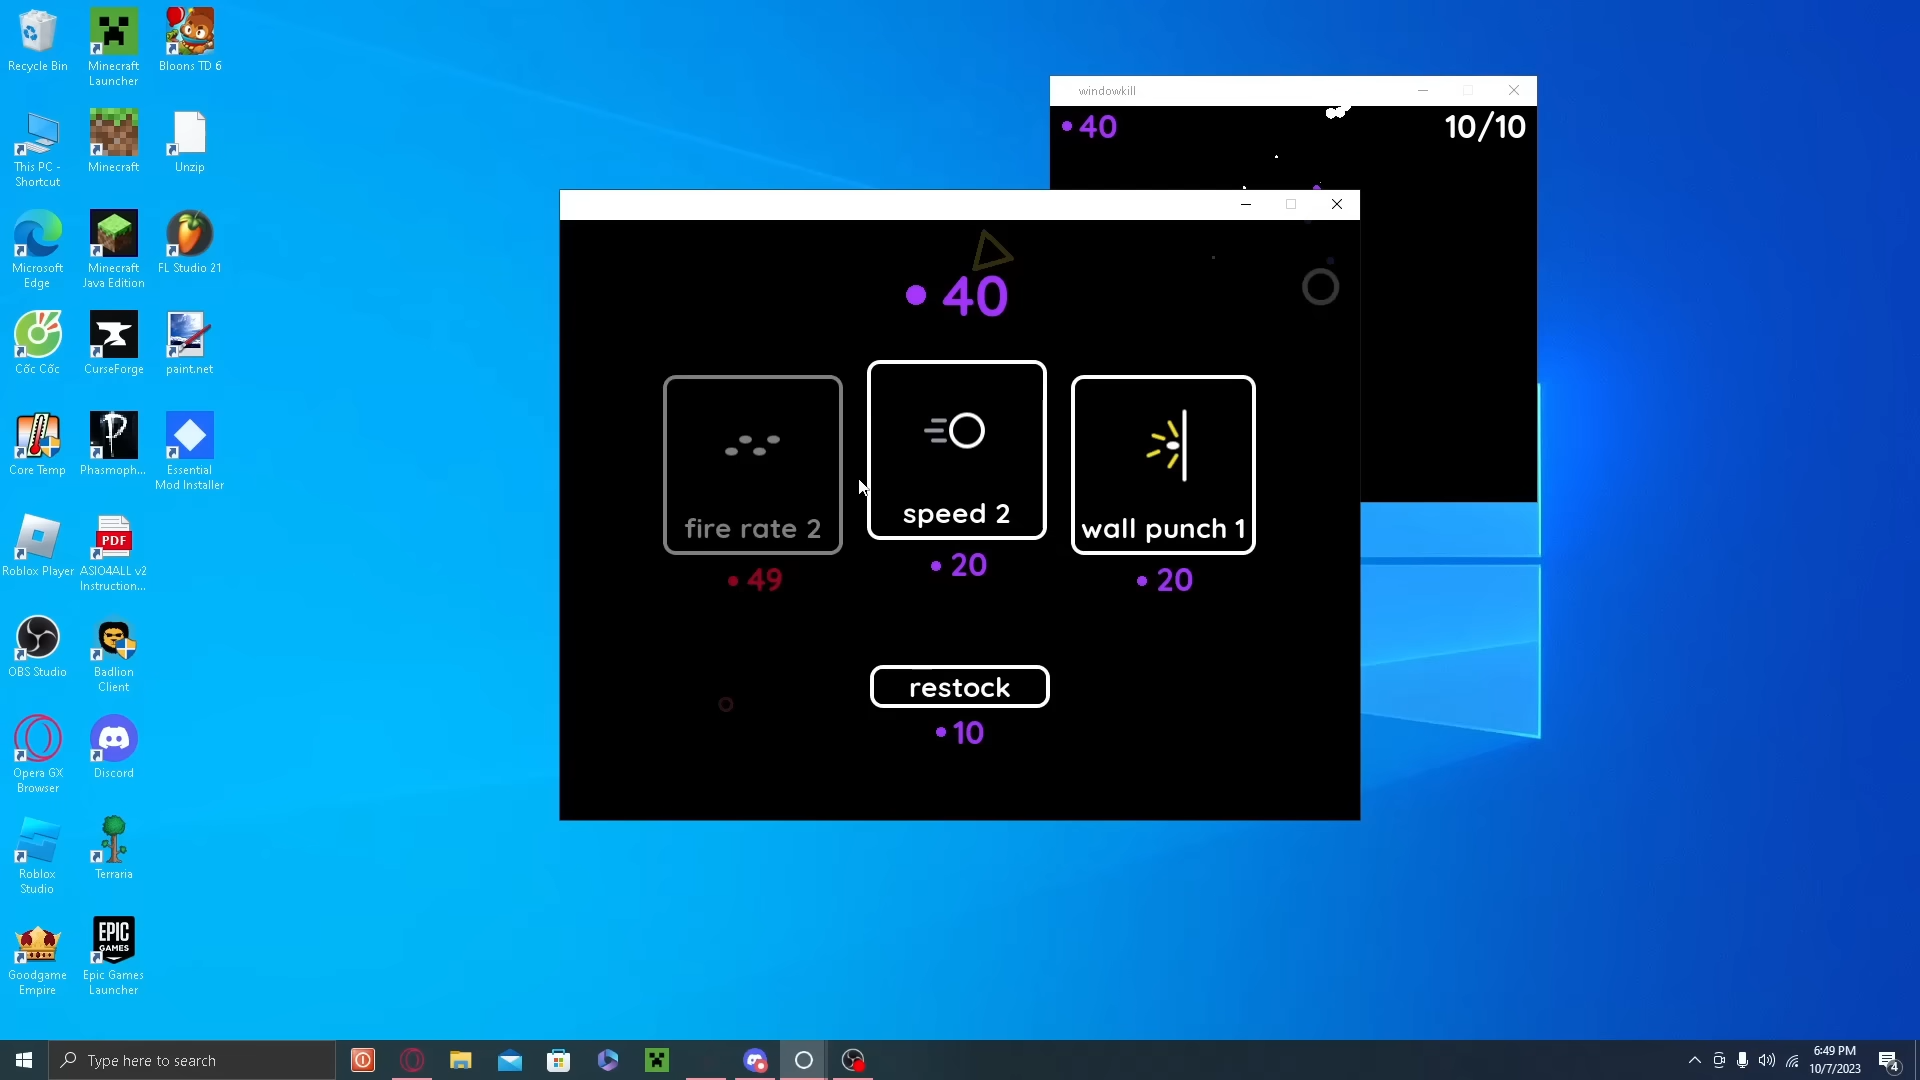 Recycle Bin
Minecraft
Launcher
Bloons TD 6
This PC -
Shortcut
Minecraft
Unzip
Microsoft
Edge
Minecraft
Java Edition
FL Studio 21
Cốc Cốc
CurseForge
paint.net
Core Temp
Phasmoph...
Essential
Mod Installer
Roblox Player
PDF
ASIO4ALL v2
Instruction...
OBS Studio
Badlion
Client
Opera GX
Browser
Discord
Roblox
Studio
Terraria
Goodgame
Empire
EPIC
GAMES
Epic Games
Launcher
windowkill
40
10/10
40
fire rate 2
49
speed 2
20
wall punch 1
20
restock
10
Type here to search
6:49 PM
10/7/2023
4